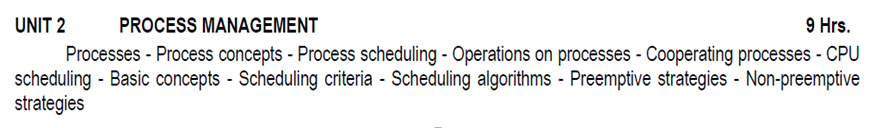 UNIT 2 PROCESS MANAGEMENT 9 Hrs.
Processes - Process concepts - Process scheduling - Operations on processes - Cooperating processes - CPU
scheduling - Basic concepts - Scheduling criteria - Scheduling algorithms - Preemptive strategies - Non-preemptive
strategies